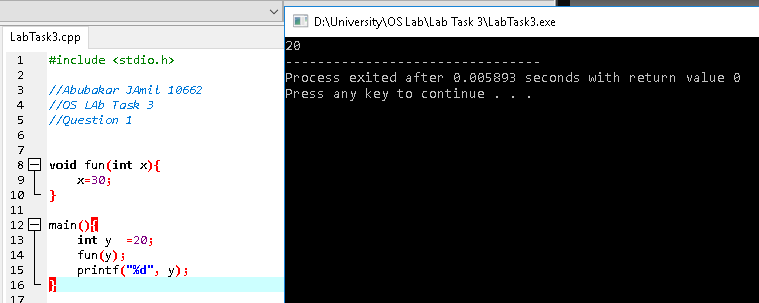 D:\University\OS Lab\Lab Task 3\LabTask3.exe
20
--------------------------------
Process exited after 0.005893 seconds with return value 0
Press any key to continue . . .
LabTask3.cpp
1 #include <stdio.h>
2
3 //Abubakar JAmil 10662
4 //OS LAb Task 3
5 //Question 1
6
7
8 void fun(int x){
9 x=30;
10 }
11
12 main(){
13 int y  =20;
14 fun(y);
15 printf("%d", y);
16 }
17